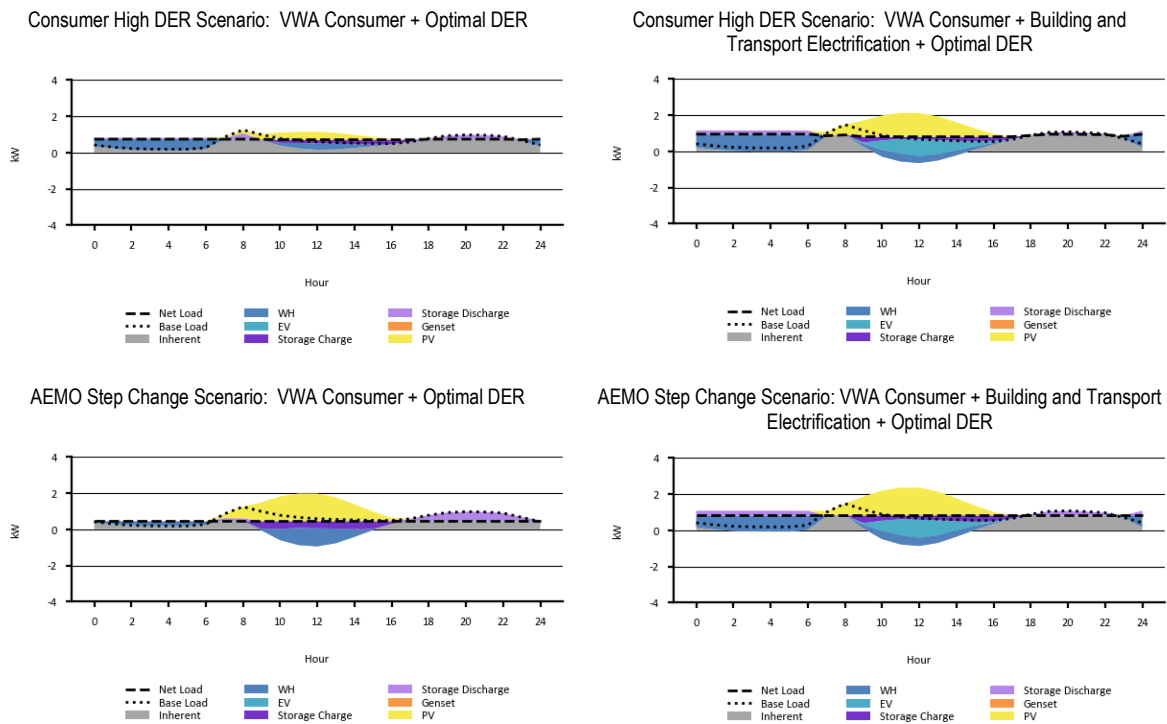 Consumer High DER Scenario: VWA Consumer + Optimal DER
4
2
0
-2
-4
kW
0 2 4 6 8 10 12 14 16 18 20 22 24
Hour
Net Load WH Storage Discharge
Base Load EV Genset
Inherent Storage Charge PV
Consumer High DER Scenario: VWA Consumer + Building and
Transport Electrification + Optimal DER
4
2
0
-2
-4
kW
0 2 4 6 8 10 12 14 16 18 20 22 24
Hour
Net Load WH Storage Discharge
Base Load EV Genset
Inherent Storage Charge PV
AEMO Step Change Scenario: VWA Consumer + Optimal DER
4
2
0
-2
-4
kW
0 2 4 6 8 10 12 14 16 18 20 22 24
Hour
Net Load WH Storage Discharge
Base Load EV Genset
Inherent Storage Charge PV
AEMO Step Change Scenario: VWA Consumer + Building and Transport
Electrification + Optimal DER
4
2
0
-2
-4
kW
0 2 4 6 8 10 12 14 16 18 20 22 24
Hour
Net Load WH Storage Discharge
Base Load EV Genset
Inherent Storage Charge PV